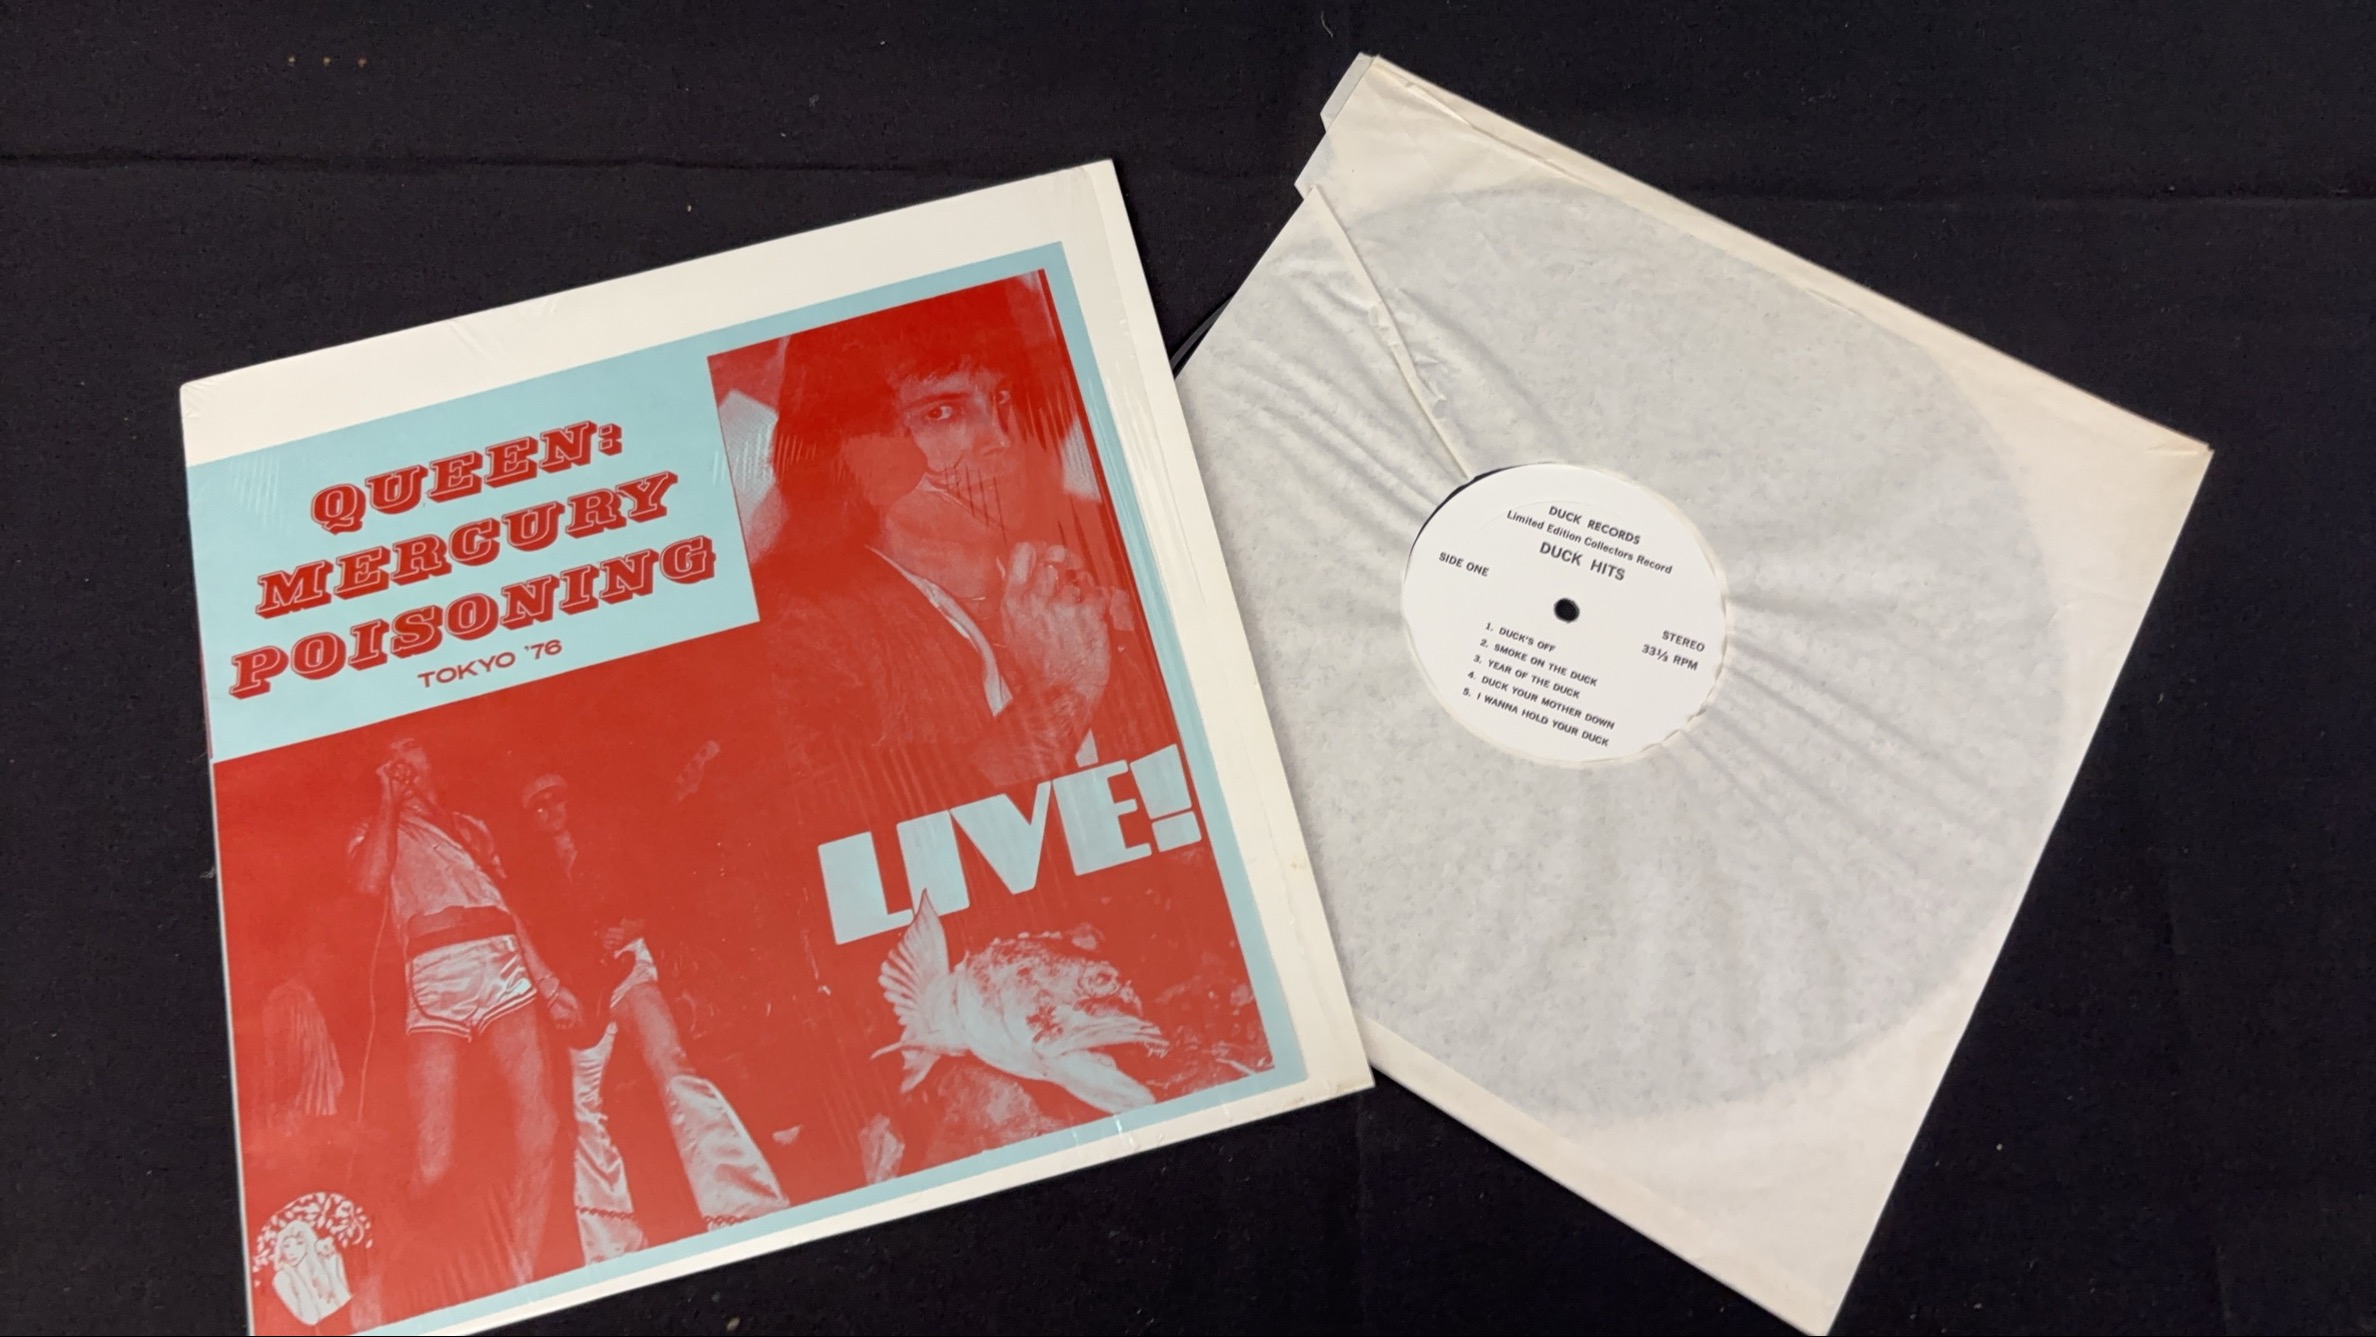 QUEEN:
MERCURY
POISONING
TOKYO '76
LIVE!
DUCK RECORDS
Limited Edition Collectors Record
DUCK HITS
SIDE ONE
STEREO
33⅓ RPM
1. DUCK'S OFF
2. SMOKE ON THE DUCK
3. YEAR OF THE DUCK
4. DUCK YOUR MOTHER DOWN
5. I WANNA HOLD YOUR DUCK